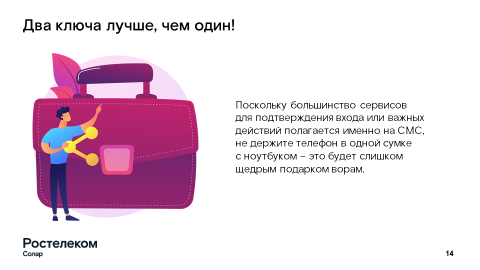 Два ключа лучше, чем один!
Поскольку большинство сервисов
для подтверждения входа или важных
действий полагается именно на СМС,
не держите телефон в одной сумке
с ноутбуком – это будет слишком
щедрым подарком ворам.
Ростелеком
Солар
14